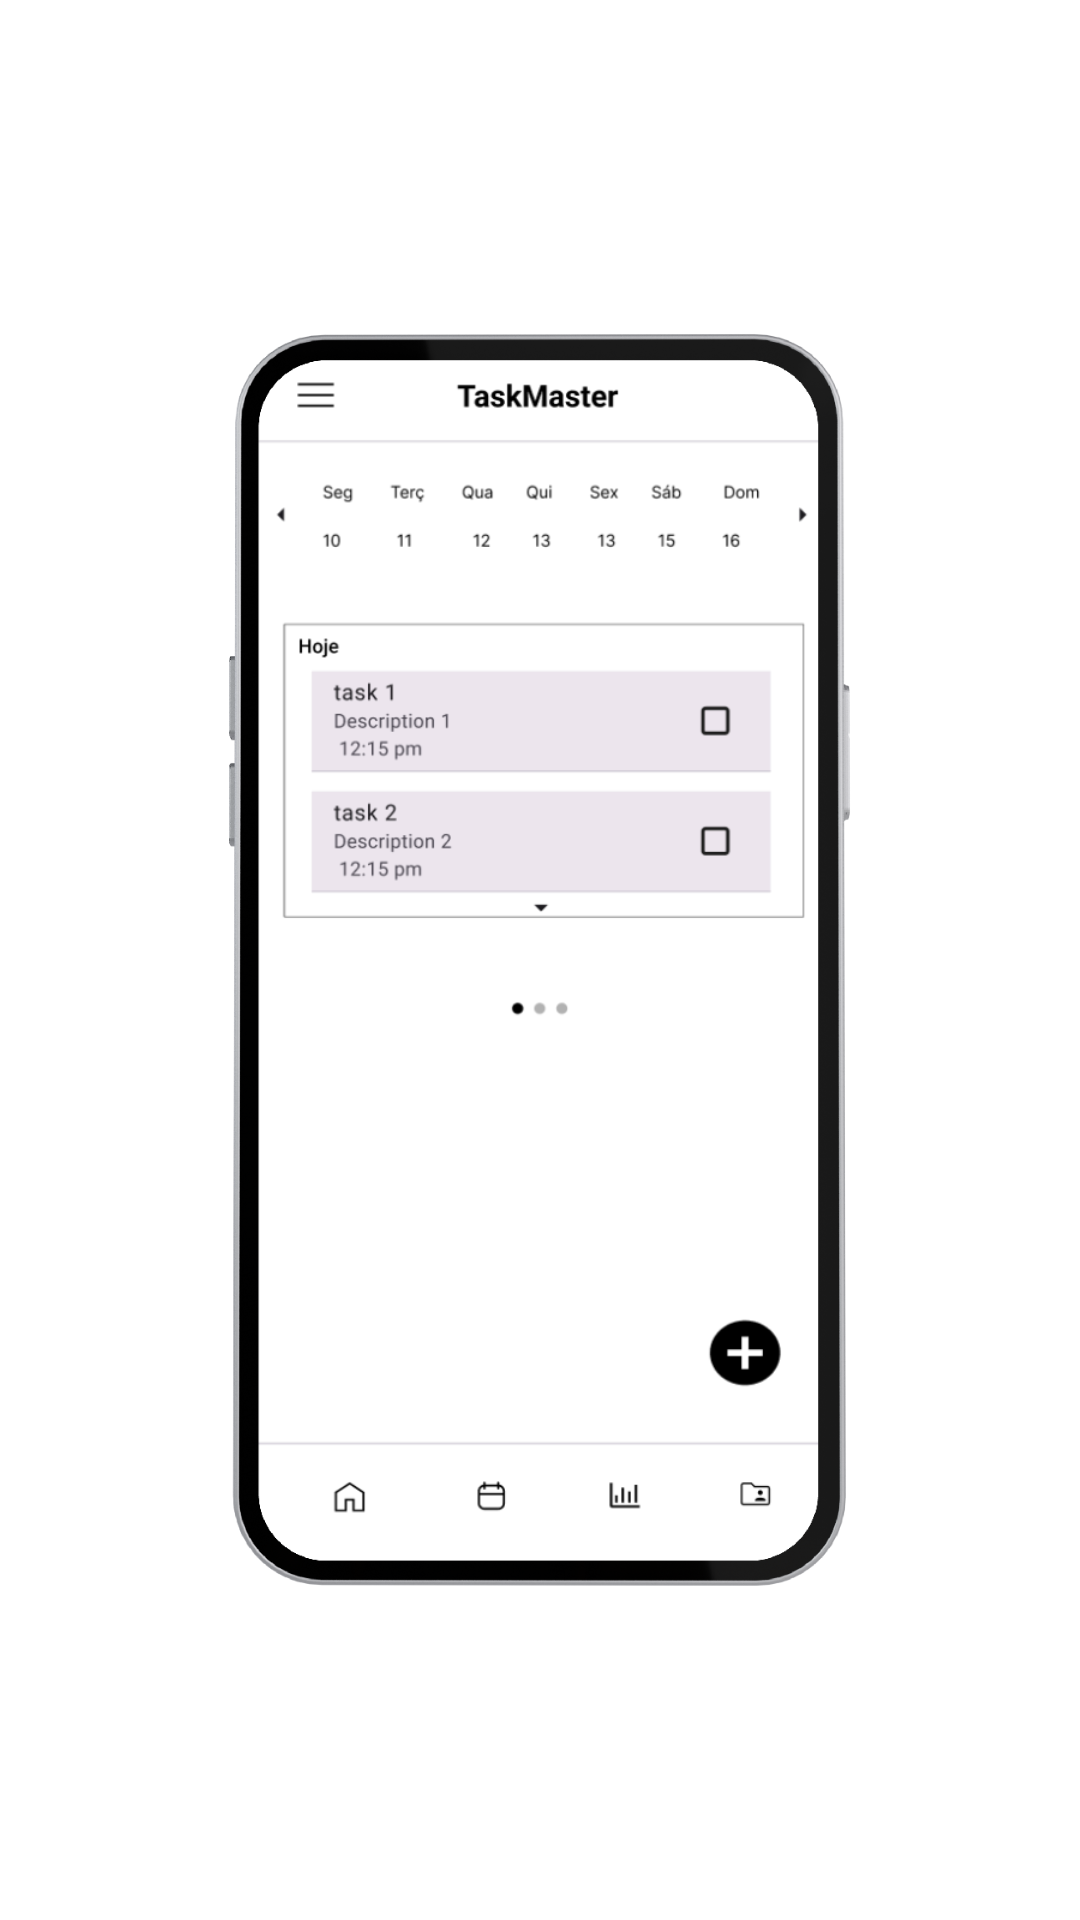 TaskMaster
Seg Terç Qua Qui Sex Sáb Dom
10 11 12 13 13 15 16
Hoje
task 1
Description 1
12:15 pm
task 2
Description 2
12:15 pm